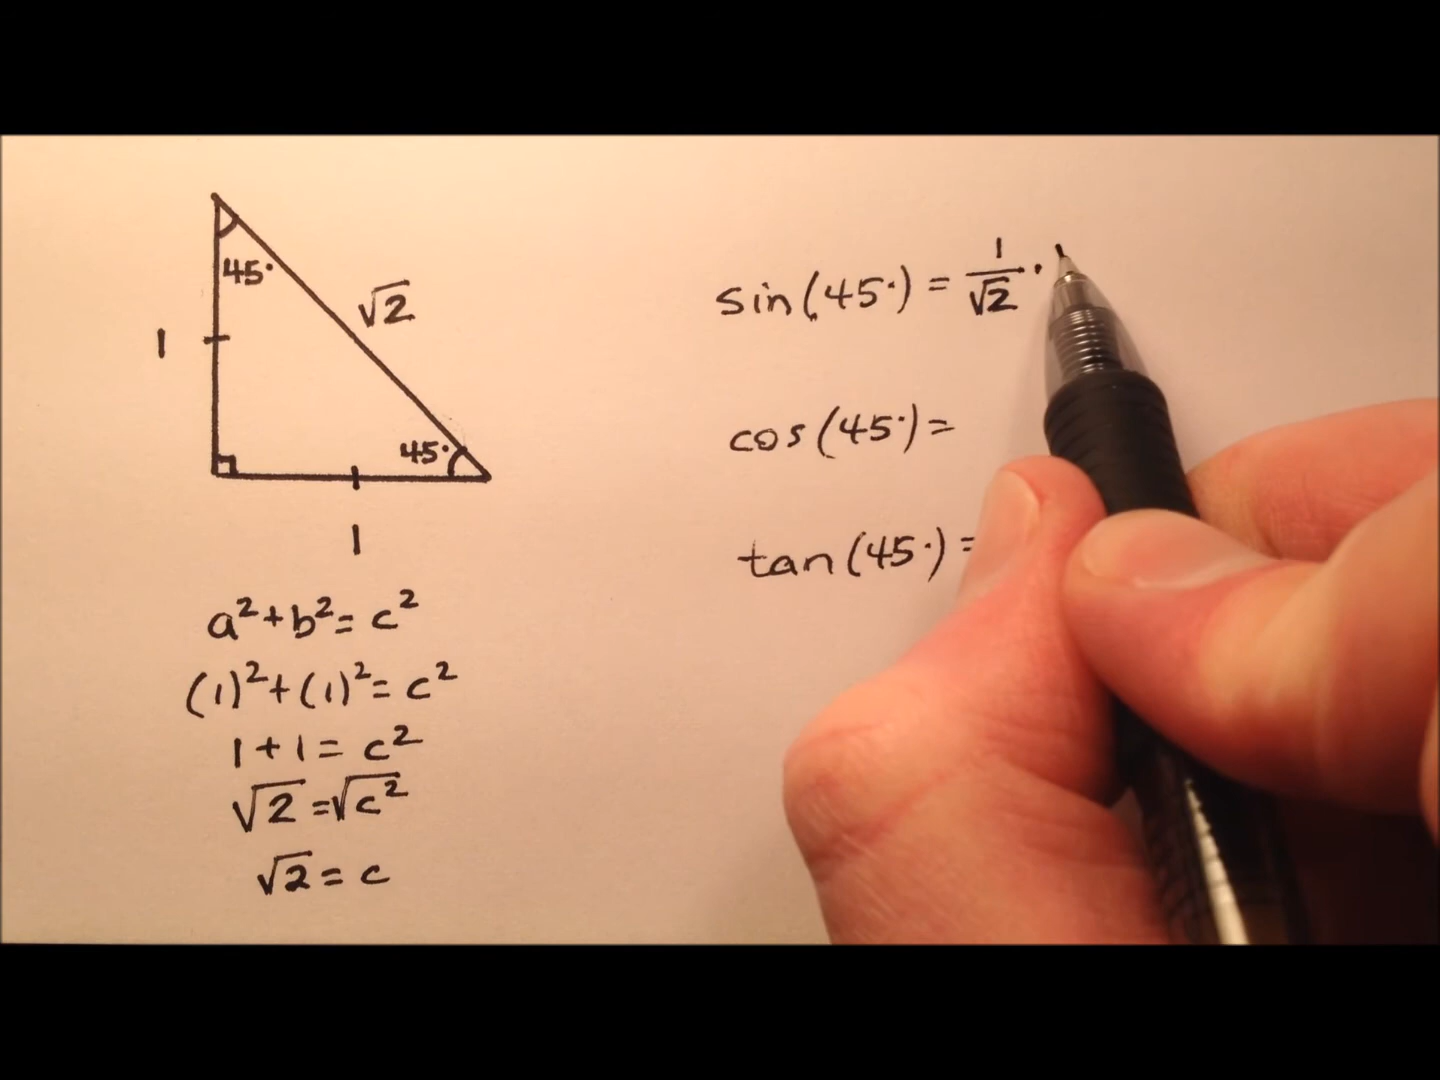 45°
√2
1
45°
1
a² + b² = c²
(1)² + (1)² = c²
1 + 1 = c²
√2 = √c²
√2 = c
sin(45°) = 1/√2 ·
cos(45°) =
tan(45°) =